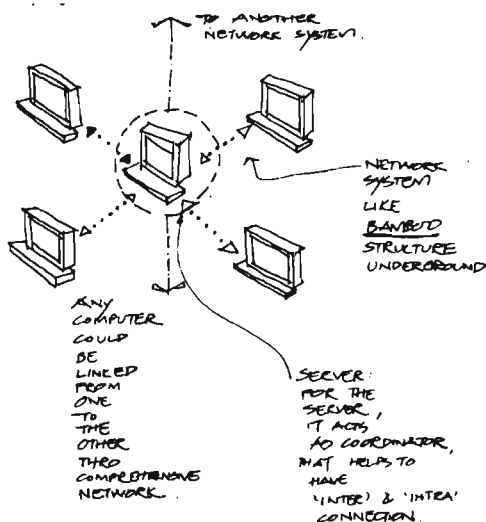 TO ANOTHER
NETWORK SYSTEM.
NETWORK
SYSTEM
LIKE
BAMBOO
STRUCTURE
UNDERGROUND
ANY
COMPUTER
COULD
BE
LINKED
FROM
ONE
TO
THE
OTHER
THRO
COMPREHENSIVE
NETWORK.
SERVER:
FOR THE
SERVER,
IT ACTS
AS COORDINATOR,
THAT HELPS TO
HAVE
'INTER' & 'INTRA'
CONNECTION.